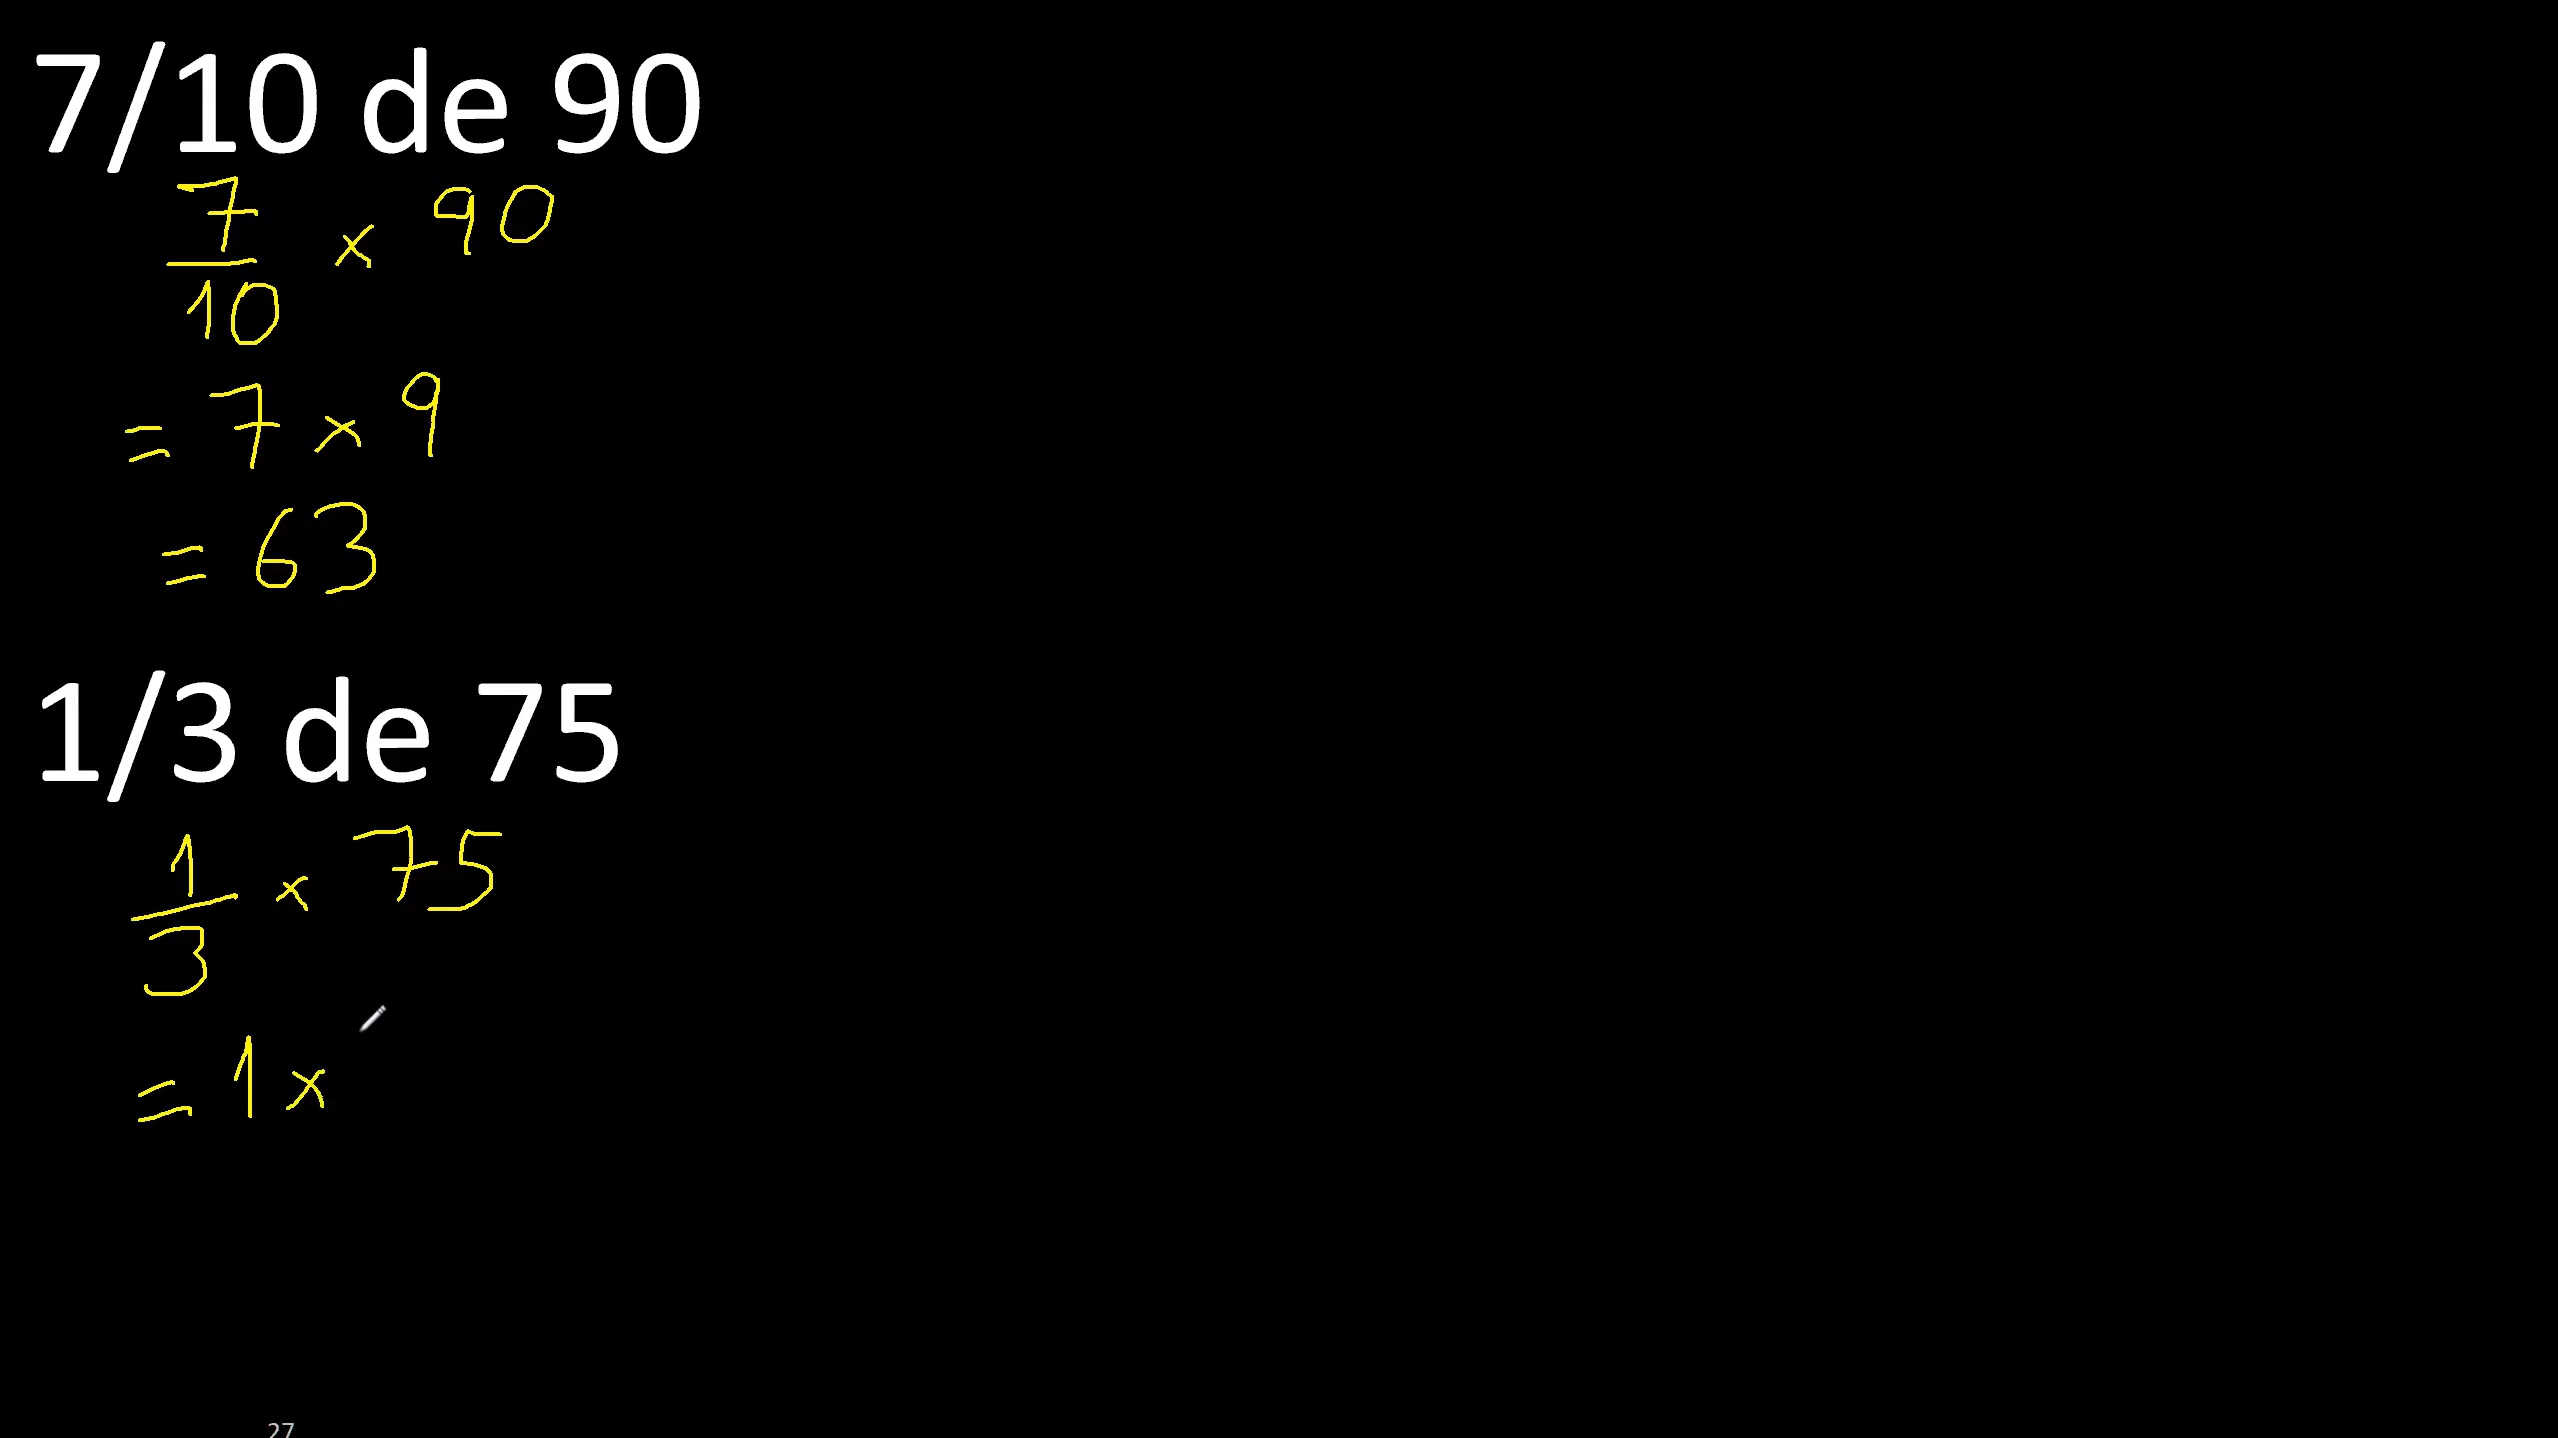 7/10 de 90
7/10 × 90
= 7 × 9
= 63
1/3 de 75
1/3 × 75
= 1 ×
27